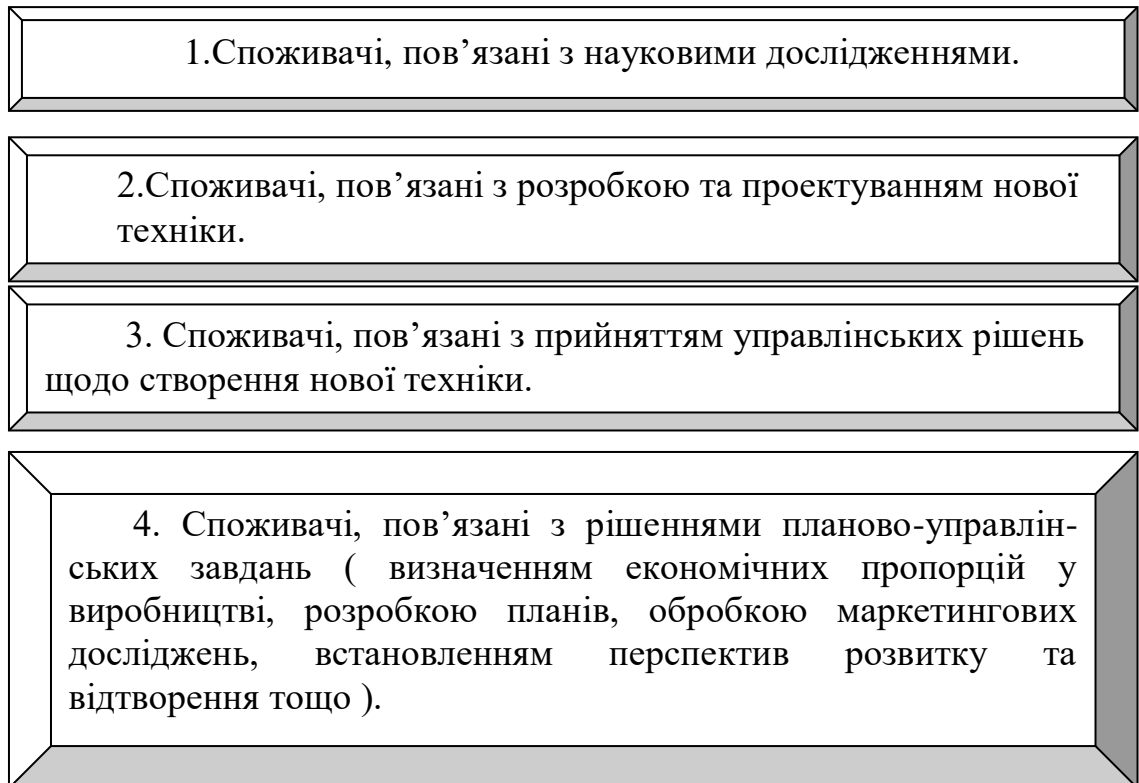 1.Споживачі, пов’язані з науковими дослідженнями.
2.Споживачі, пов’язані з розробкою та проектуванням нової
техніки.
3. Споживачі, пов’язані з прийняттям управлінських рішень
щодо створення нової техніки.
4. Споживачі, пов’язані з рішеннями планово-управлін-
ських завдань ( визначенням економічних пропорцій у
виробництві, розробкою планів, обробкою маркетингових
досліджень, встановленням перспектив розвитку та
відтворення тощо ).